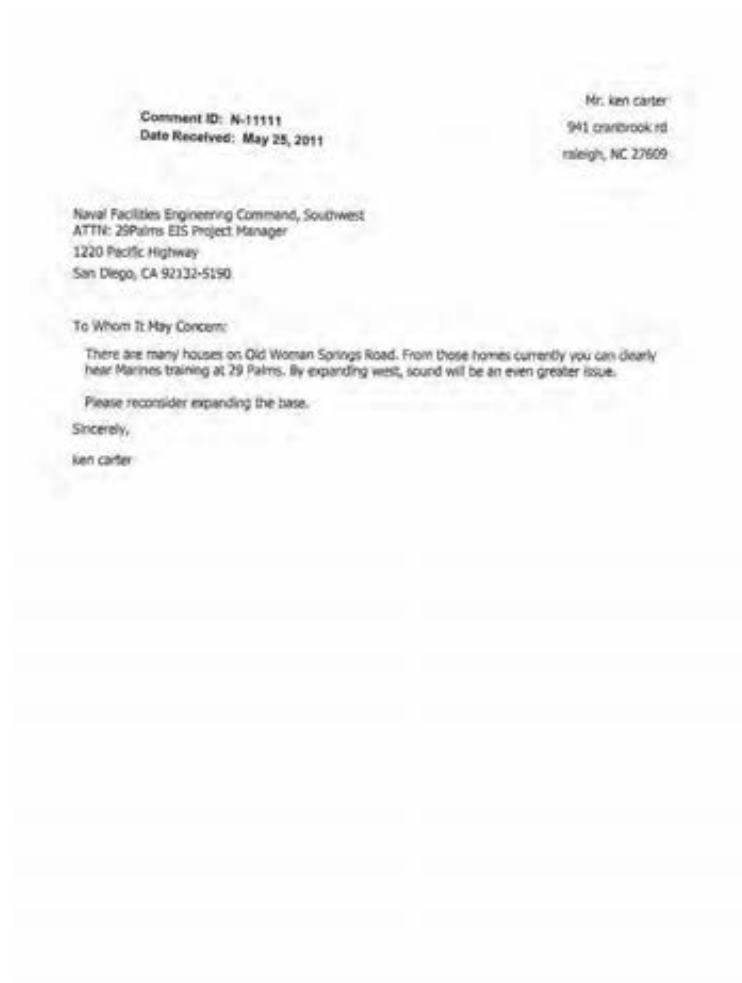 Mr. ken carter
Comment ID: N-11111
941 cranbrook rd
Date Received: May 25, 2011
raleigh, NC 27609
Naval Facilities Engineering Command, Southwest
ATTN: 29Palms EIS Project Manager
1220 Pacific Highway
San Diego, CA 92132-5190
To Whom It May Concern:
There are many houses on Old Woman Springs Road. From those homes currently you can clearly
hear Marines training at 29 Palms. By expanding west, sound will be an even greater issue.
Please reconsider expanding the base.
Sincerely,
ken carter